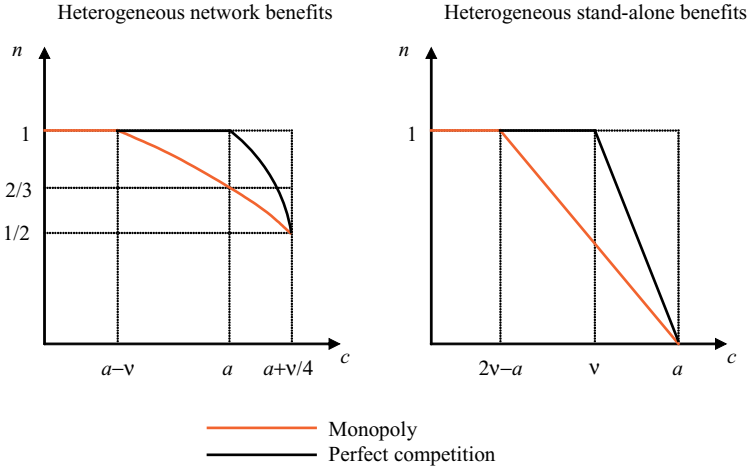 Heterogeneous network benefits
n
1
2/3
1/2
a−ν
a
a+ν/4
c
Heterogeneous stand-alone benefits
n
1
2ν−a
ν
a
c
Monopoly
Perfect competition